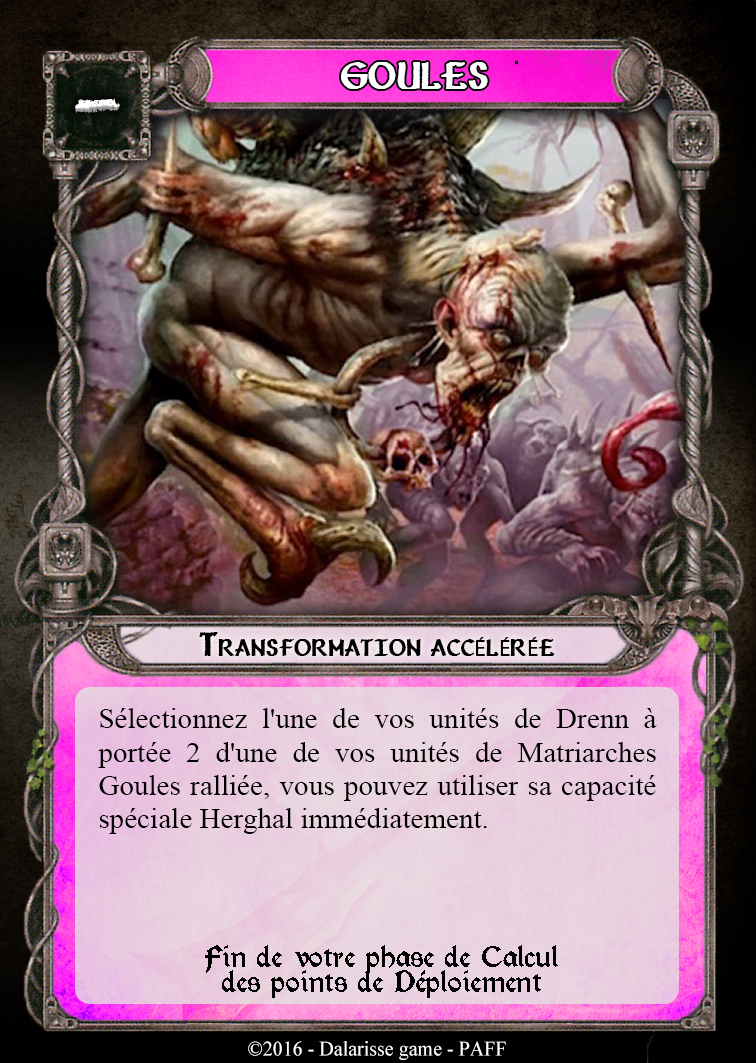 -
GOULES
Transformation accélérée
Sélectionnez l'une de vos unités de Drenn à
portée 2 d'une de vos unités de Matriarches
Goules ralliée, vous pouvez utiliser sa capacité
spéciale Herghal immédiatement.
Fin de votre phase de Calcul
des points de Déploiement
©2016 - Dalarisse game - PAFF